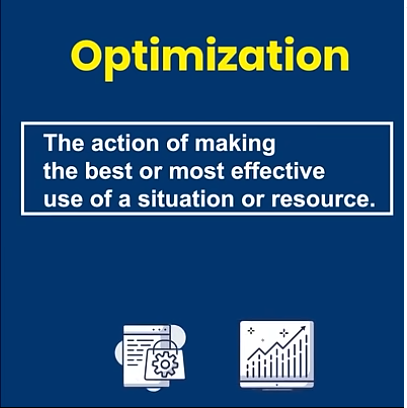 Optimization
The action of making
the best or most effective
use of a situation or resource.